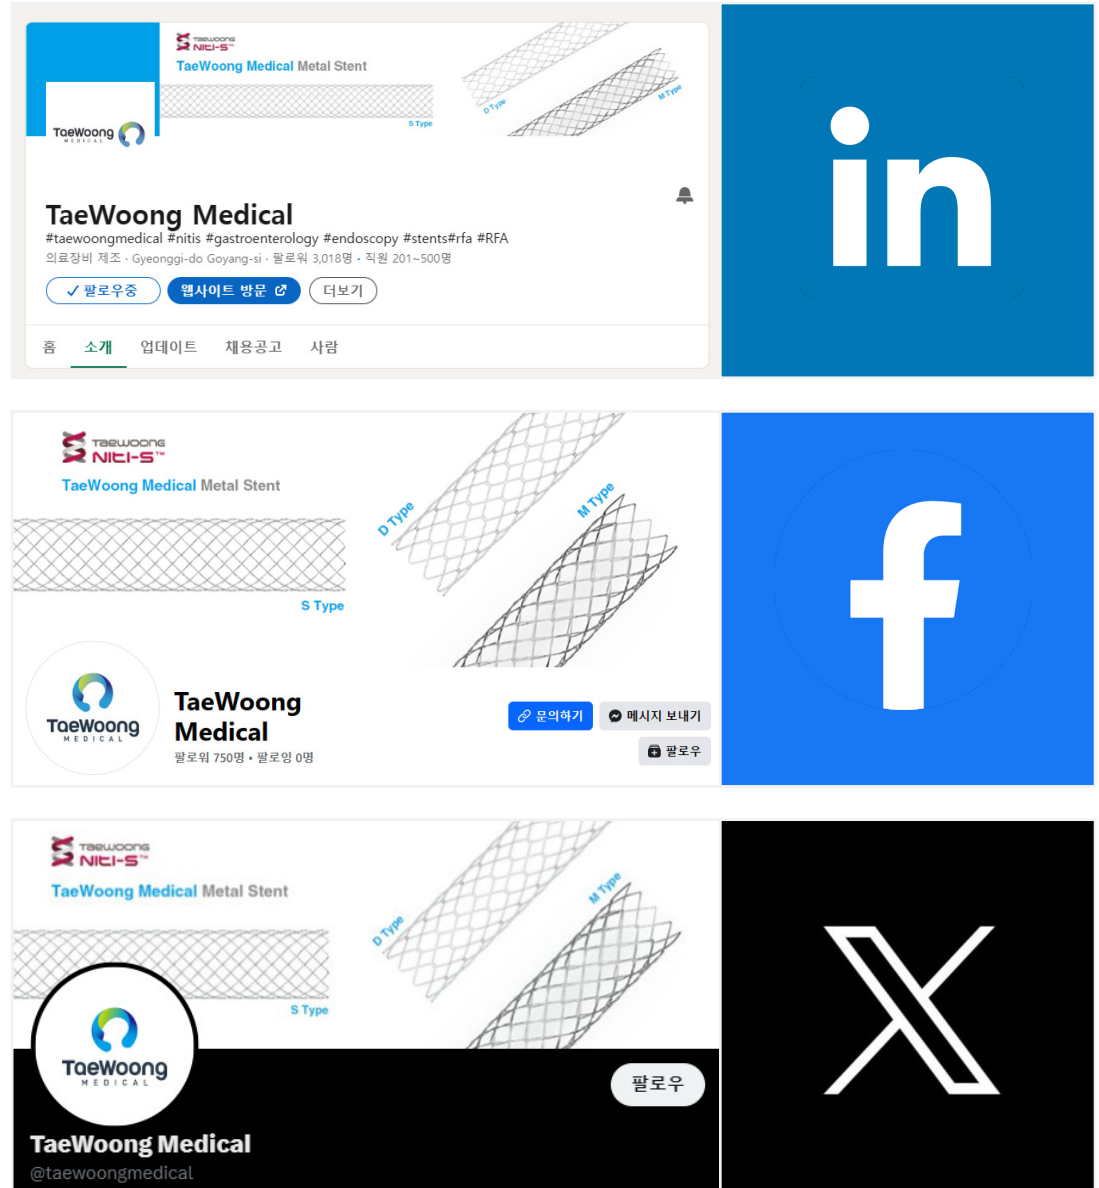 TaeWoong
Niti-S™
TaeWoong Medical Metal Stent
D Type
M Type
S Type
TaeWoong
MEDICAL
TaeWoong Medical
#taewoongmedical #nitis #gastroenterology #endoscopy #stents#rfa #RFA
의료장비 제조 · Gyeonggi-do Goyang-si · 팔로워 3,018명 · 직원 201~500명
팔로우중 웹사이트 방문 더보기
홈 소개 업데이트 채용공고 사람
in
TaeWoong
Niti-S™
TaeWoong Medical Metal Stent
D Type
M Type
S Type
TaeWoong
MEDICAL
TaeWoong
Medical
팔로워 750명 • 팔로잉 0명
문의하기 메시지 보내기
팔로우
f
TaeWoong
Niti-S™
TaeWoong Medical Metal Stent
D Type
M Type
S Type
TaeWoong
MEDICAL
팔로우
TaeWoong Medical
@taewoongmedical
X